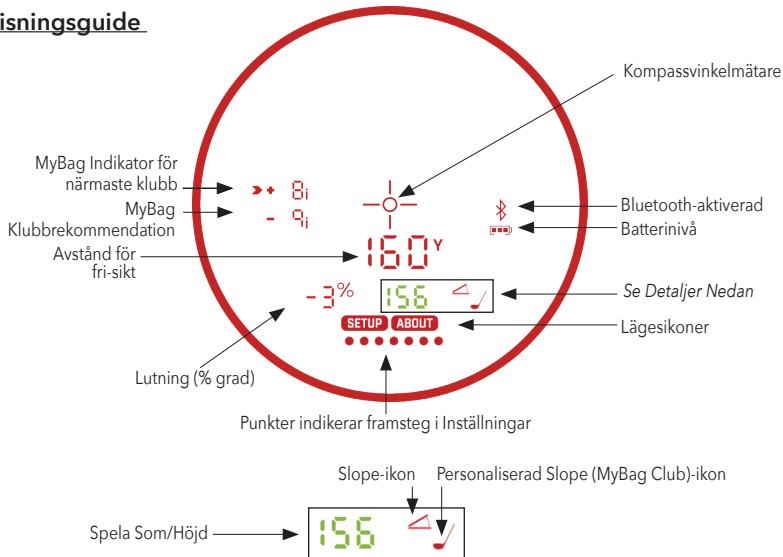 isningsguide
Kompassvinkelmätare
MyBag Indikator för
närmaste klubb
MyBag
Klubbrekommendation
Avstånd för
fri-sikt
+ 8i
- 9i
160Y
-3%
156
SETUP ABOUT
Bluetooth-aktiverad
Batterinivå
Se Detaljer Nedan
Lägesikoner
Lutning (% grad)
Punkter indikerar framsteg i Inställningar
Slope-ikon Personaliserad Slope (MyBag Club)-ikon
Spela Som/Höjd
156